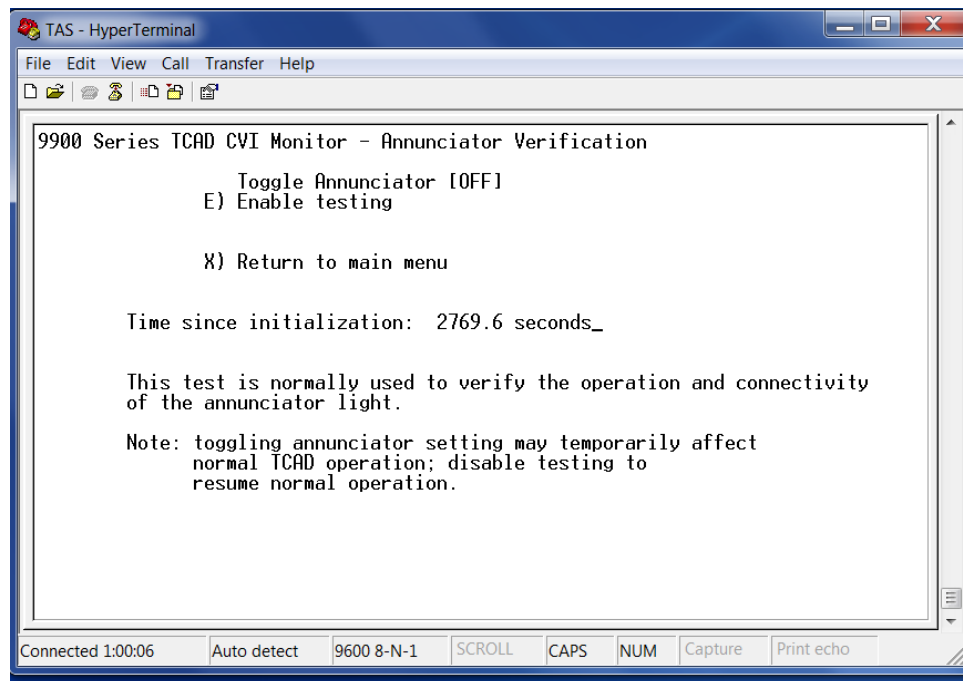 TAS - HyperTerminal
File Edit View Call Transfer Help
9900 Series TCAD CVI Monitor - Annunciator Verification
Toggle Annunciator [OFF]
E) Enable testing
X) Return to main menu
Time since initialization: 2769.6 seconds_
This test is normally used to verify the operation and connectivity
of the annunciator light.
Note: toggling annunciator setting may temporarily affect
normal TCAD operation; disable testing to
resume normal operation.
Connected 1:00:06 Auto detect 9600 8-N-1 SCROLL CAPS NUM Capture Print echo